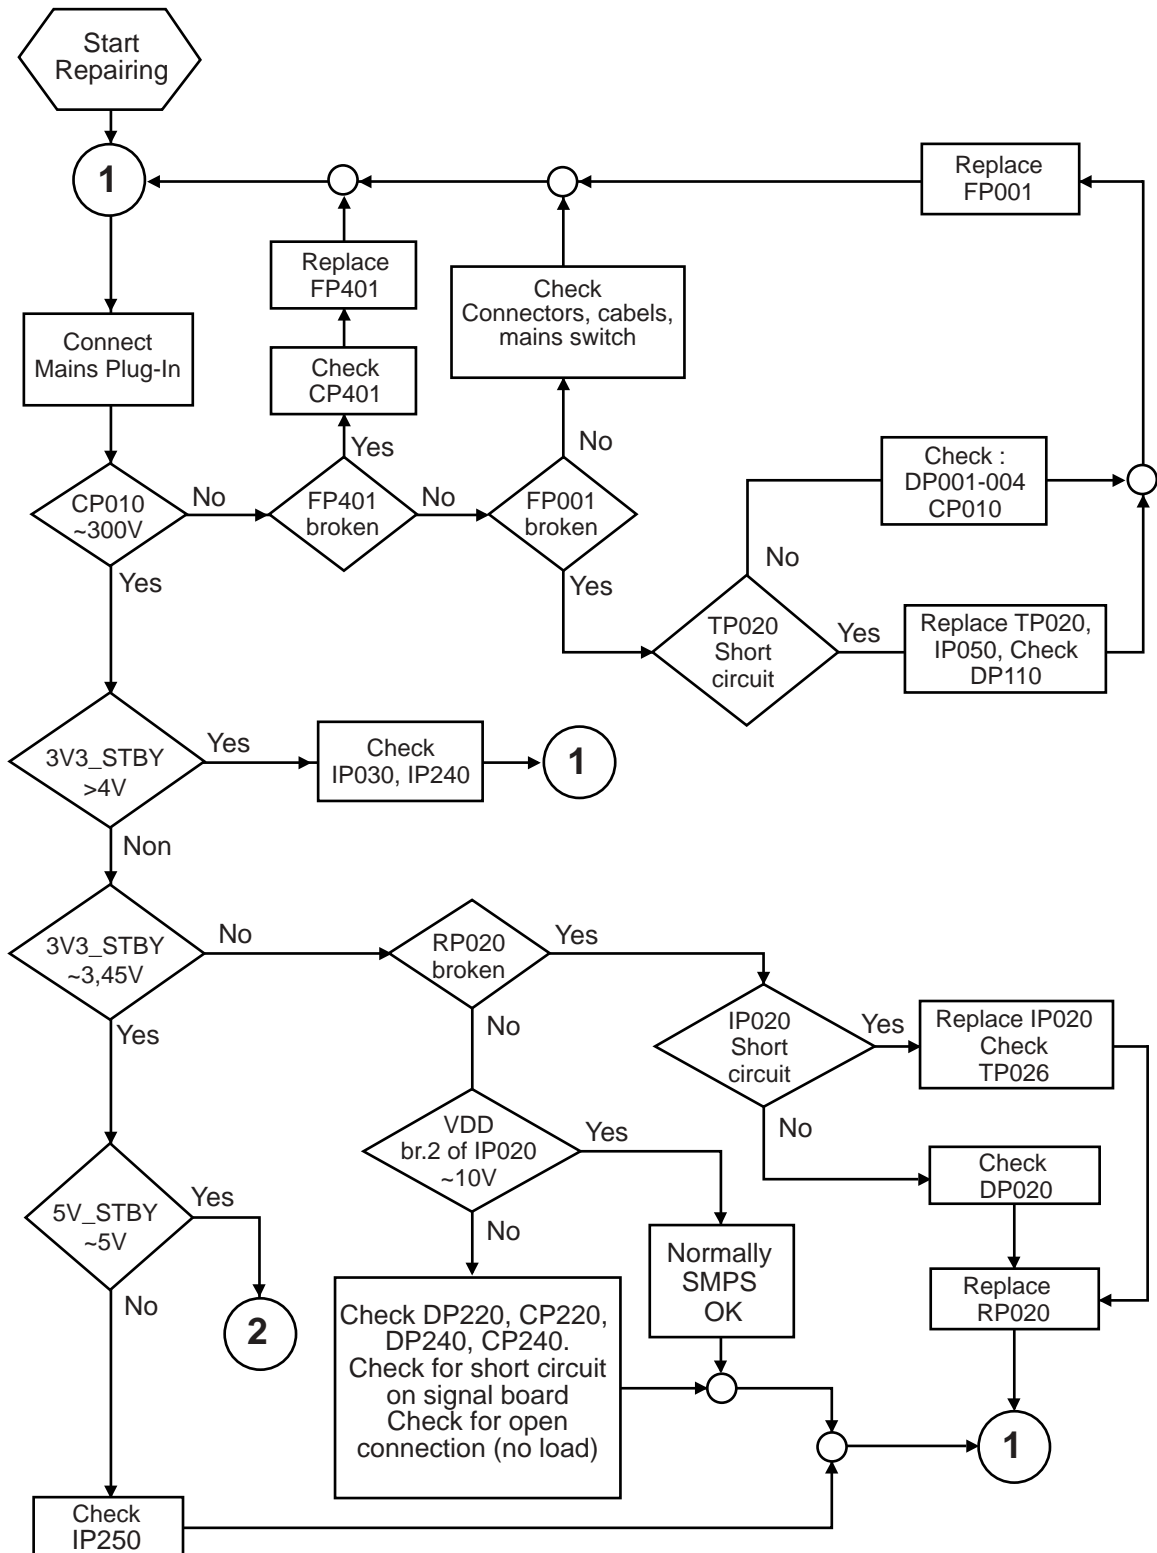 Start
Repairing
1
Replace
FP001
Replace
FP401
Check
Connectors, cabels,
mains switch
Connect
Mains Plug-In
Check
CP401
Yes
No
CP010
~300V
No
FP401
broken
No
FP001
broken
Check :
DP001-004
CP010
Yes
Yes
No
TP020
Short
circuit
Yes
Replace TP020,
IP050, Check
DP110
3V3_STBY
>4V
Yes
Check
IP030, IP240
1
Non
3V3_STBY
~3,45V
No
RP020
broken
Yes
Yes
No
IP020
Short
circuit
Yes
Replace IP020
Check
TP026
VDD
br.2 of IP020
~10V
Yes
No
Check
DP020
5V_STBY
~5V
Yes
No
Normally
SMPS
OK
Replace
RP020
No
2
Check DP220, CP220,
DP240, CP240.
Check for short circuit
on signal board
Check for open
connection (no load)
1
Check
IP250